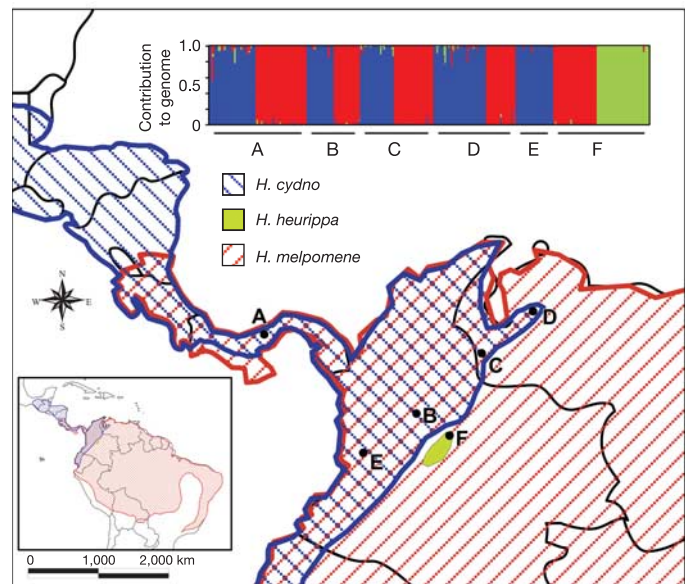 Contribution
to genome
1.0
0.5
0
A B C D E F
H. cydno
H. heurippa
H. melpomene
N
W E
S
A
D
C
B
F
E
0 1,000 2,000 km